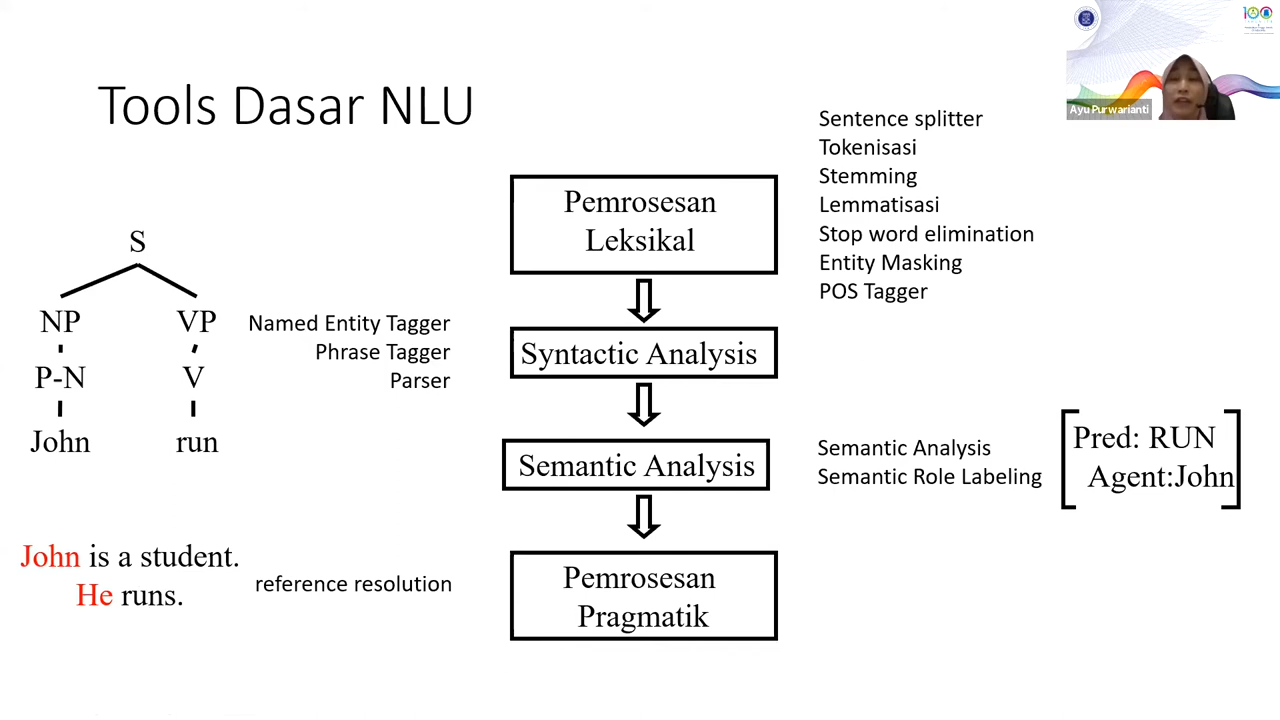 Tools Dasar NLU
Ayu Purwarianti
100
Sentence splitter
Tokenisasi
Stemming
Lemmatisasi
Stop word elimination
Entity Masking
POS Tagger
Pemrosesan
Leksikal
S
NP VP
P-N V
John run
Named Entity Tagger
Phrase Tagger
Parser
Syntactic Analysis
Semantic Analysis
Semantic Analysis
Semantic Role Labeling
Pred: RUN
Agent:John
John is a student.
He runs.
reference resolution
Pemrosesan
Pragmatik